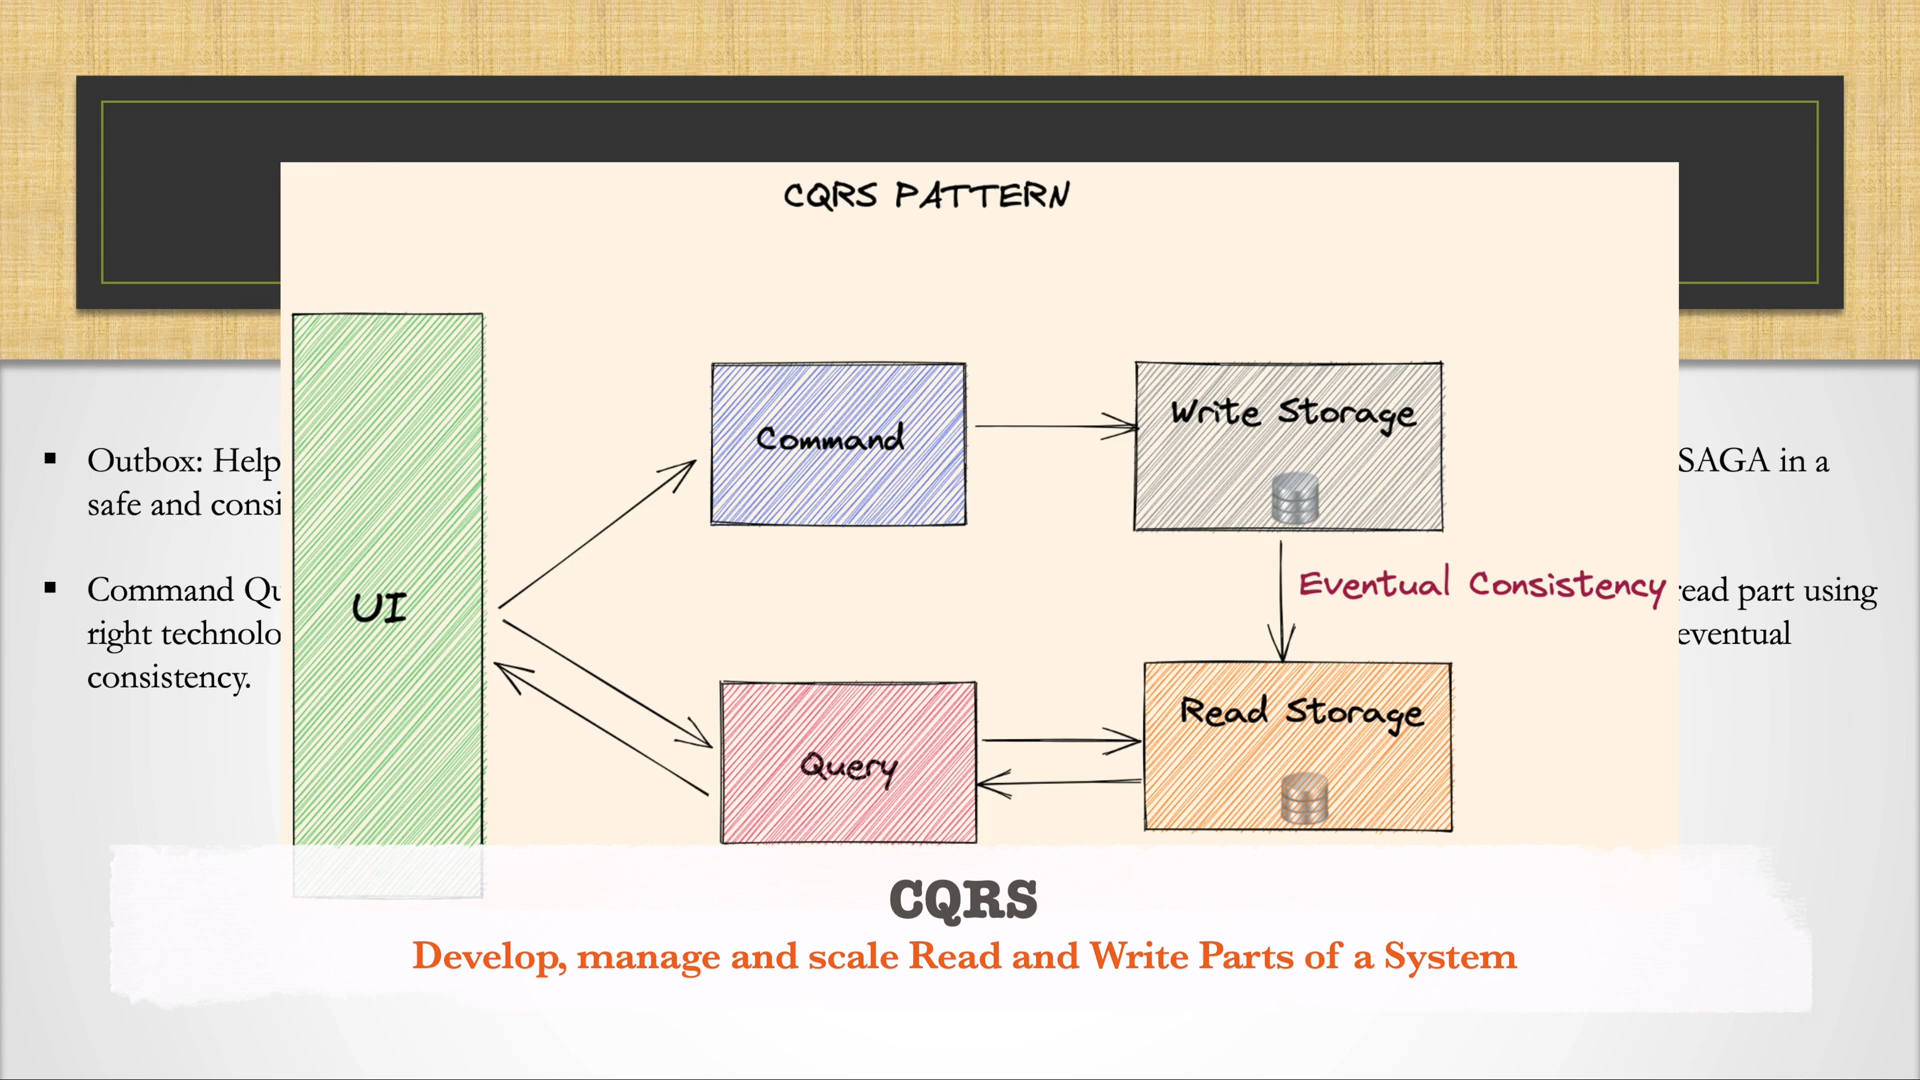 CQRS PATTERN
Command
Write Storage
Outbox: Help
SAGA in a
safe and consi
UI
Eventual Consistency
Command Qu
read part using
right technolo
eventual
consistency.
Read Storage
Query
CQRS
Develop, manage and scale Read and Write Parts of a System